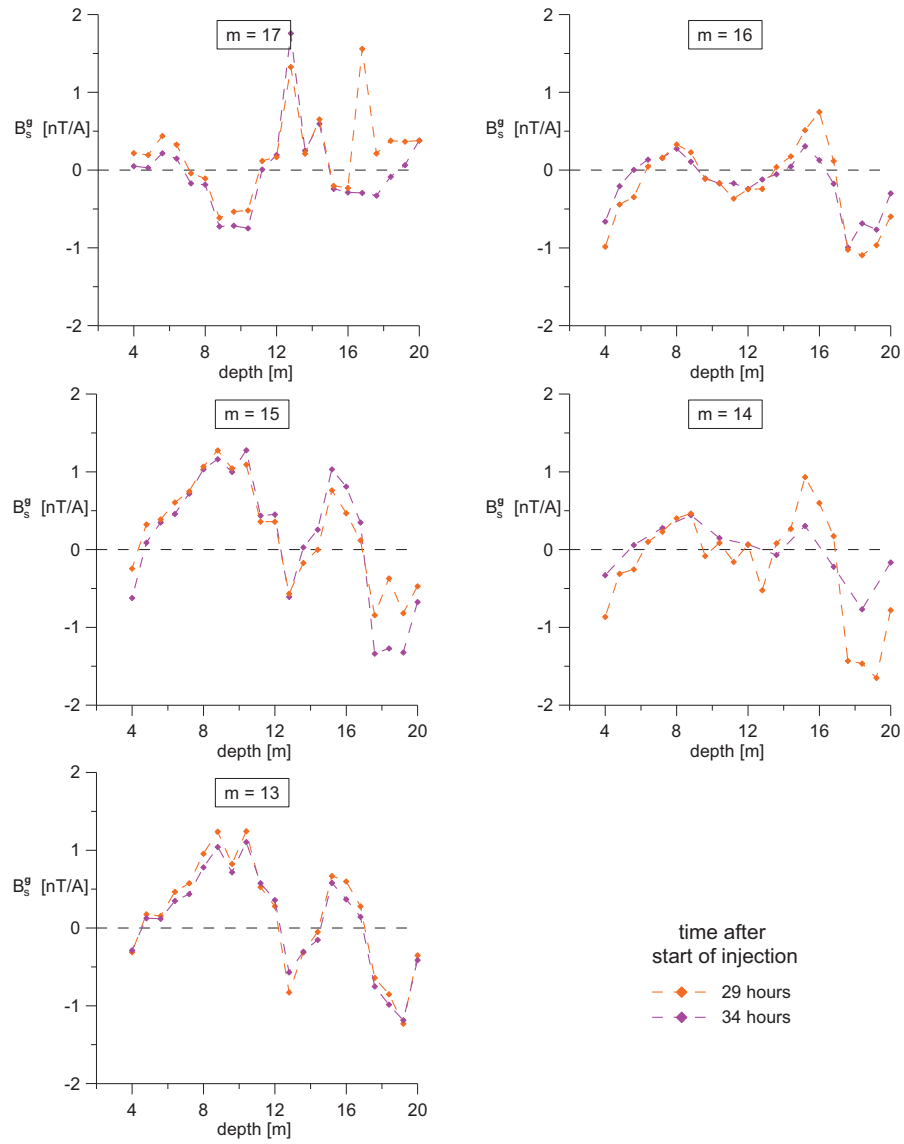 m = 17
2
1
0
-1
-2
B_s^g [nT/A]
4 8 12 16 20
depth [m]
m = 16
2
1
0
-1
-2
B_s^g [nT/A]
4 8 12 16 20
depth [m]
m = 15
2
1
0
-1
-2
B_s^g [nT/A]
4 8 12 16 20
depth [m]
m = 14
2
1
0
-1
-2
B_s^g [nT/A]
4 8 12 16 20
depth [m]
m = 13
2
1
0
-1
-2
B_s^g [nT/A]
4 8 12 16 20
depth [m]
time after
start of injection
29 hours
34 hours